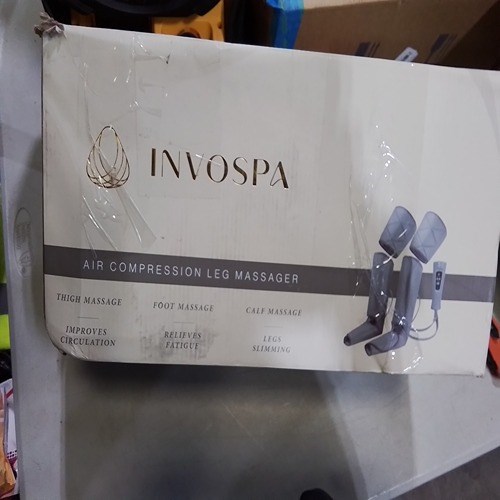 INVOSPA
AIR COMPRESSION LEG MASSAGER
THIGH MASSAGE
FOOT MASSAGE
CALF MASSAGE
IMPROVES
CIRCULATION
RELIEVES
FATIGUE
LEGS
SLIMMING